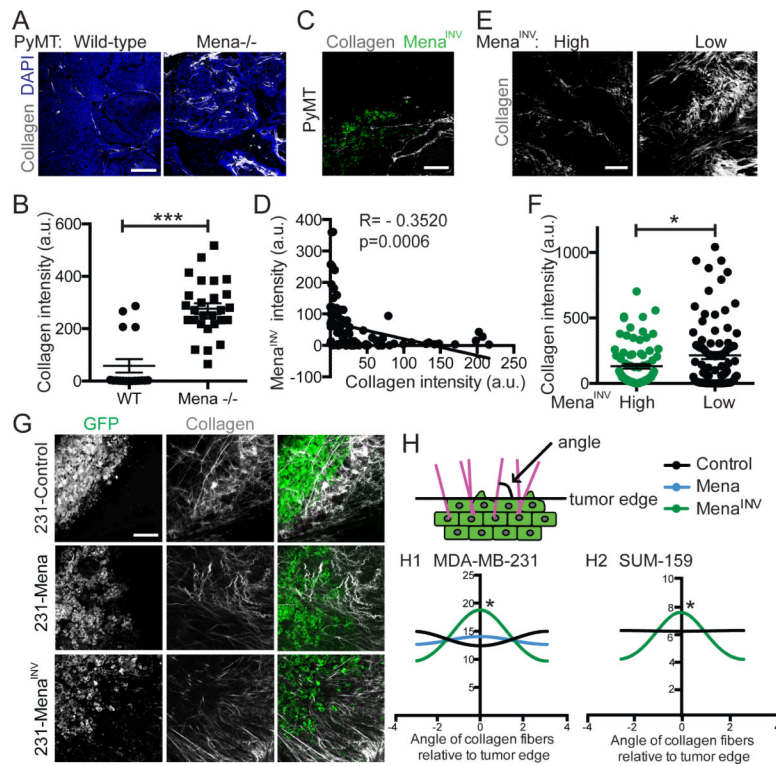 A
PyMT: Wild-type Mena-/-
Collagen DAPI
B
***
Collagen intensity (a.u.)
600
400
200
0
WT Mena -/-
C
Collagen Mena^INV
PyMT
D
R= - 0.3520
p=0.0006
Mena^INV intensity (a.u.)
400
300
200
100
0
-100
50 100 150 200 250
Collagen intensity (a.u.)
E
Mena^INV: High Low
Collagen
F
*
Collagen intensity (a.u.)
1000
500
0
Mena^INV High Low
G
GFP Collagen
231-Control
231-Mena
231-Mena^INV
H
angle
tumor edge
Control
Mena
Mena^INV
H1 MDA-MB-231
25
20
15
10
5
*
-4 -2 0 2 4
Angle of collagen fibers
relative to tumor edge
H2 SUM-159
10
8
6
4
2
*
-4 -2 0 2 4
Angle of collagen fibers
relative to tumor edge